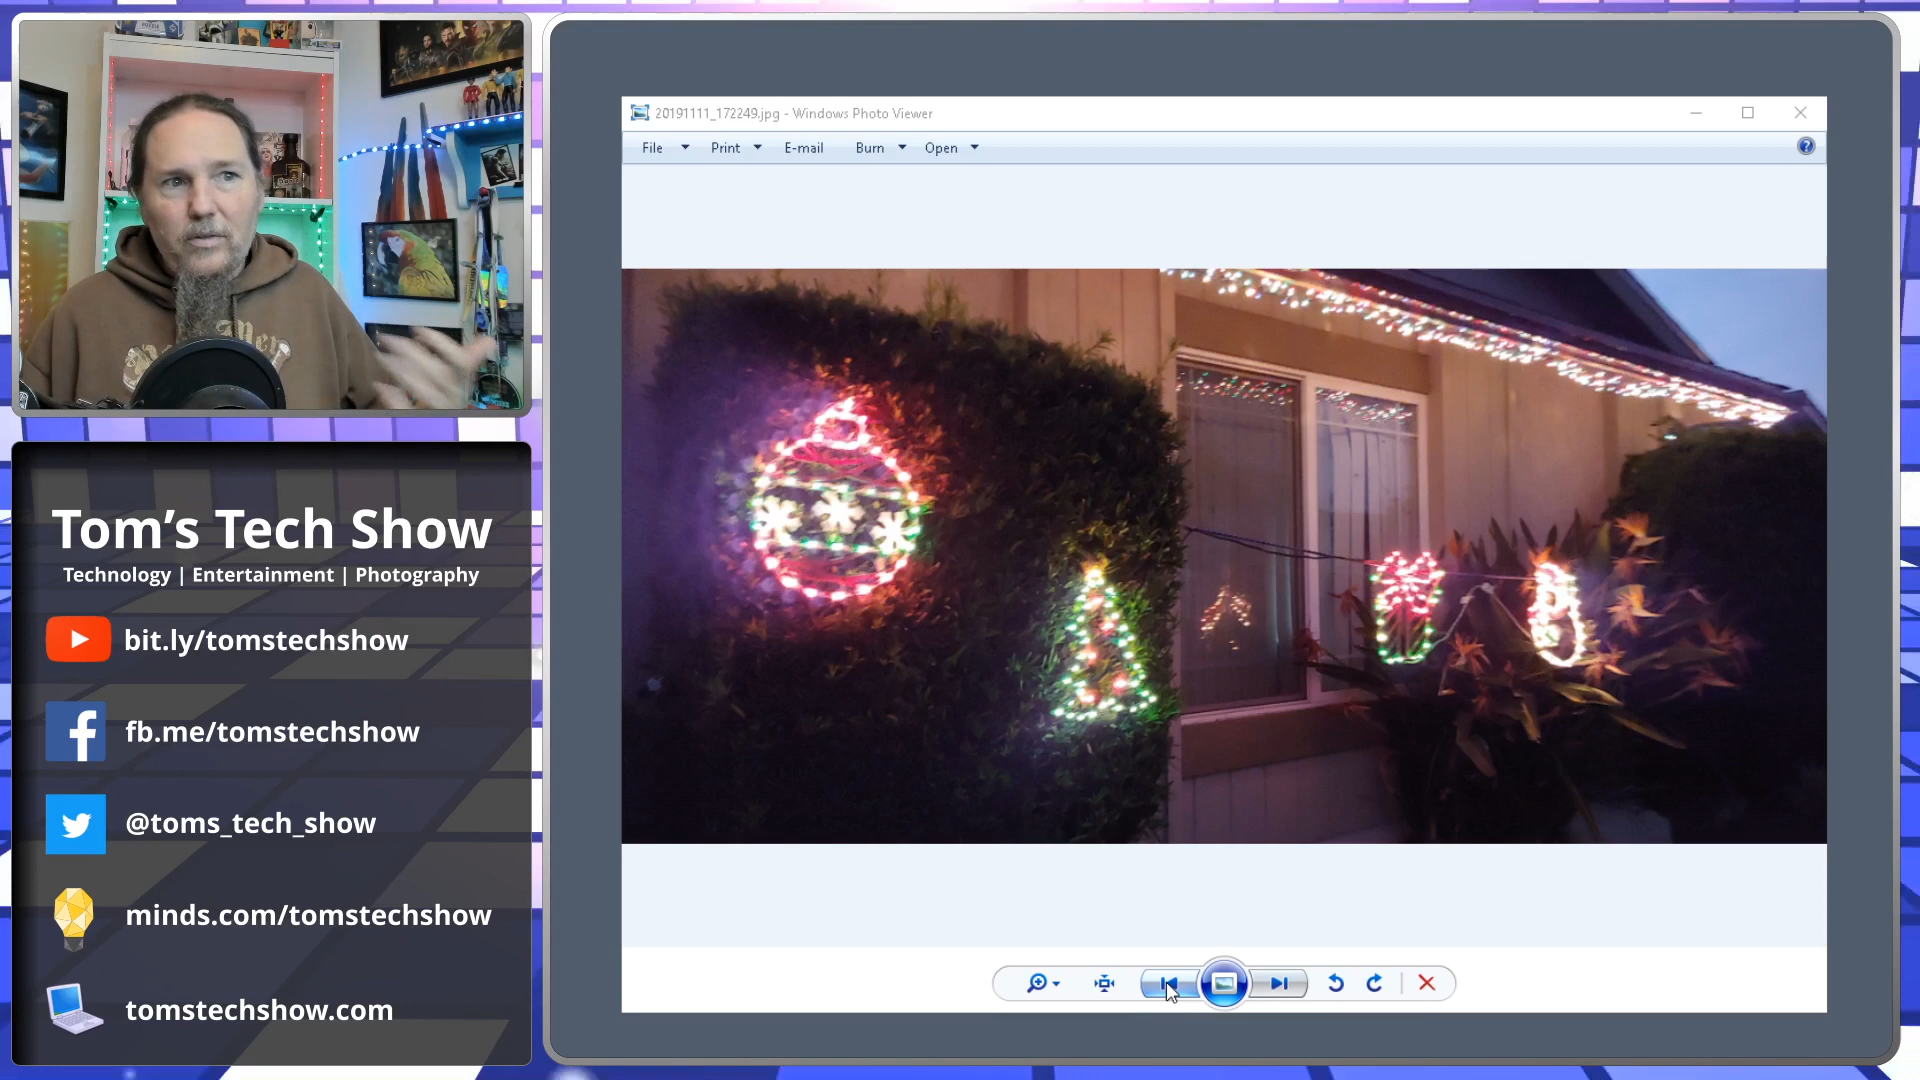 20191111_172249.jpg - Windows Photo Viewer
File Print E-mail Burn Open
Tom's Tech Show
Technology | Entertainment | Photography
bit.ly/tomstechshow
fb.me/tomstechshow
@toms_tech_show
minds.com/tomstechshow
tomstechshow.com